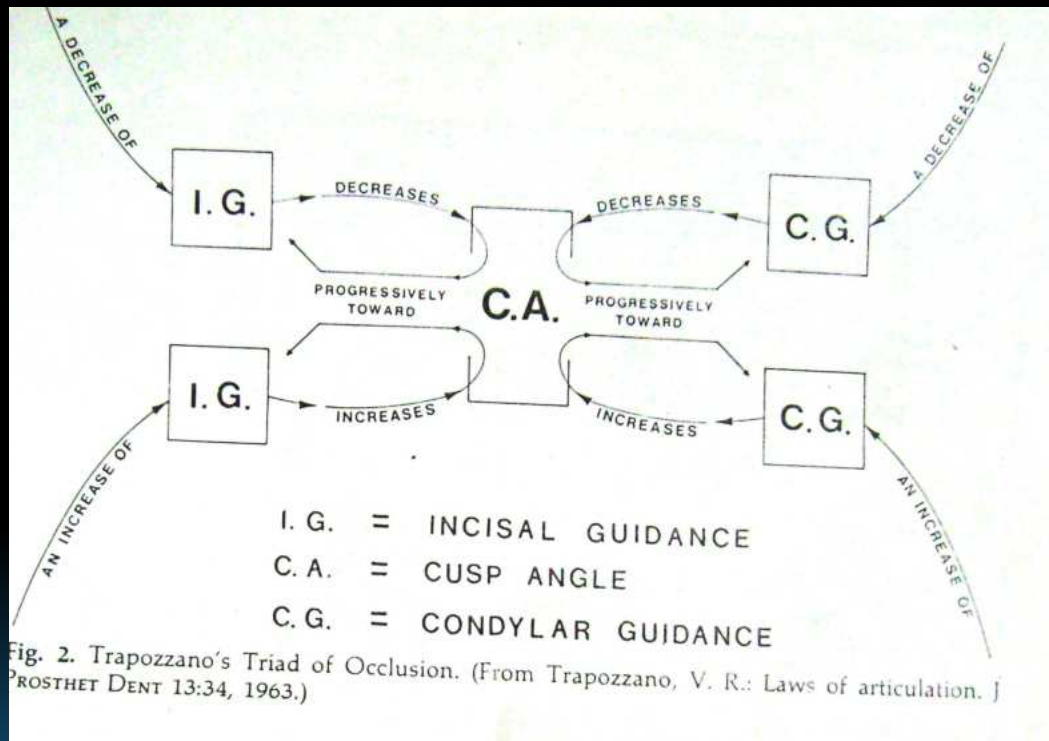 A DECREASE OF
A DECREASE OF
I. G.
DECREASES
DECREASES
C. G.
PROGRESSIVELY
TOWARD
C.A.
PROGRESSIVELY
TOWARD
I. G.
INCREASES
INCREASES
C. G.
AN INCREASE OF
AN INCREASE OF
I. G. = INCISAL GUIDANCE
C. A. = CUSP ANGLE
C. G. = CONDYLAR GUIDANCE
Fig. 2. Trapozzano's Triad of Occlusion. (From Trapozzano, V. R.: Laws of articulation. J
PROSTHET DENT 13:34, 1963.)